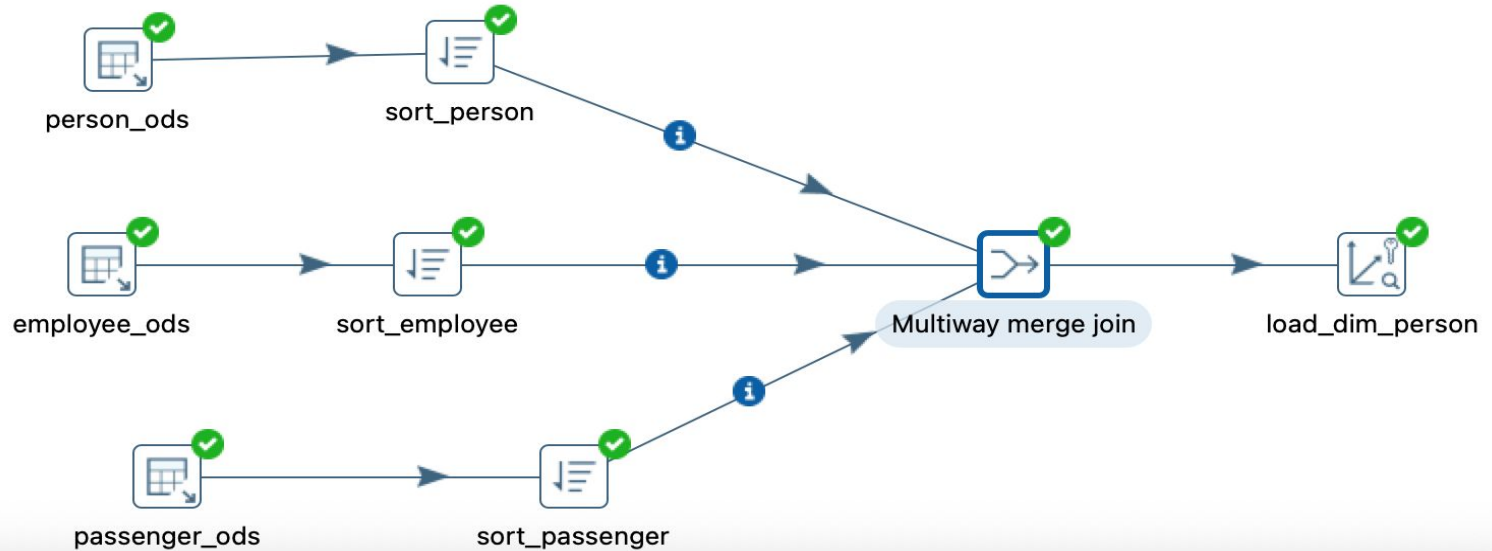 person_ods
sort_person
employee_ods
sort_employee
Multiway merge join
load_dim_person
passenger_ods
sort_passenger